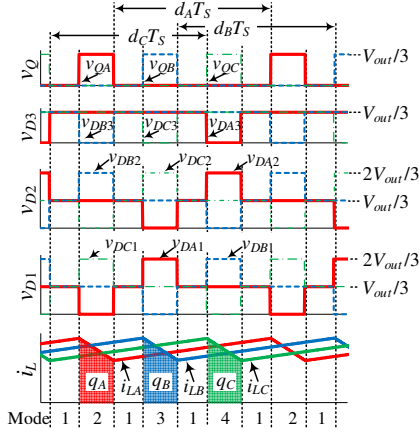 d_A T_S
d_C T_S d_B T_S
v_Q v_QA v_QB v_QC V_out/3
v_D3 v_DB3 v_DC3 v_DA3 V_out/3
v_DB2 v_DC2 v_DA2
v_D2 2V_out/3
V_out/3
v_DC1 v_DA1 v_DB1
v_D1 2V_out/3
V_out/3
i_L q_A i_LA q_B i_LB q_C i_LC
Mode 1 2 1 3 1 4 1 2 1